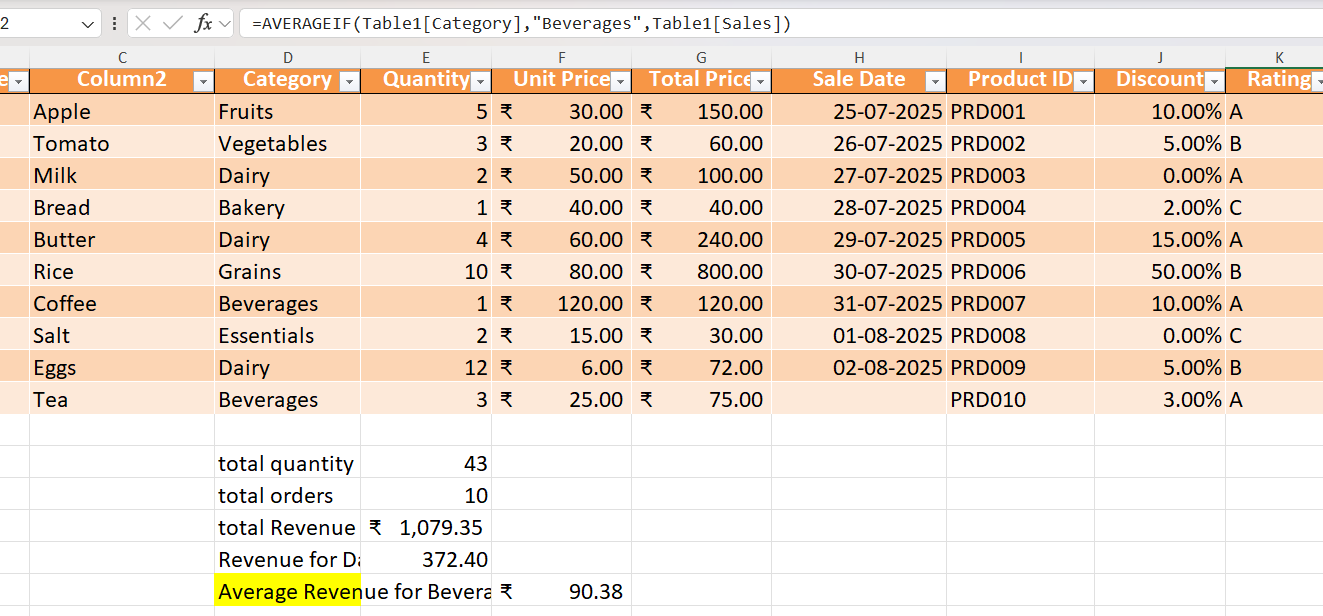 2 fx =AVERAGEIF(Table1[Category],"Beverages",Table1[Sales])
C D E F G H I J K
e Column2 Category Quantity Unit Price Total Price Sale Date Product ID Discount Rating
Apple Fruits 5 ₹ 30.00 ₹ 150.00 25-07-2025 PRD001 10.00% A
Tomato Vegetables 3 ₹ 20.00 ₹ 60.00 26-07-2025 PRD002 5.00% B
Milk Dairy 2 ₹ 50.00 ₹ 100.00 27-07-2025 PRD003 0.00% A
Bread Bakery 1 ₹ 40.00 ₹ 40.00 28-07-2025 PRD004 2.00% C
Butter Dairy 4 ₹ 60.00 ₹ 240.00 29-07-2025 PRD005 15.00% A
Rice Grains 10 ₹ 80.00 ₹ 800.00 30-07-2025 PRD006 50.00% B
Coffee Beverages 1 ₹ 120.00 ₹ 120.00 31-07-2025 PRD007 10.00% A
Salt Essentials 2 ₹ 15.00 ₹ 30.00 01-08-2025 PRD008 0.00% C
Eggs Dairy 12 ₹ 6.00 ₹ 72.00 02-08-2025 PRD009 5.00% B
Tea Beverages 3 ₹ 25.00 ₹ 75.00 PRD010 3.00% A
total quantity 43
total orders 10
total Revenue ₹ 1,079.35
Revenue for Da 372.40
Average Revenue for Bevera ₹ 90.38